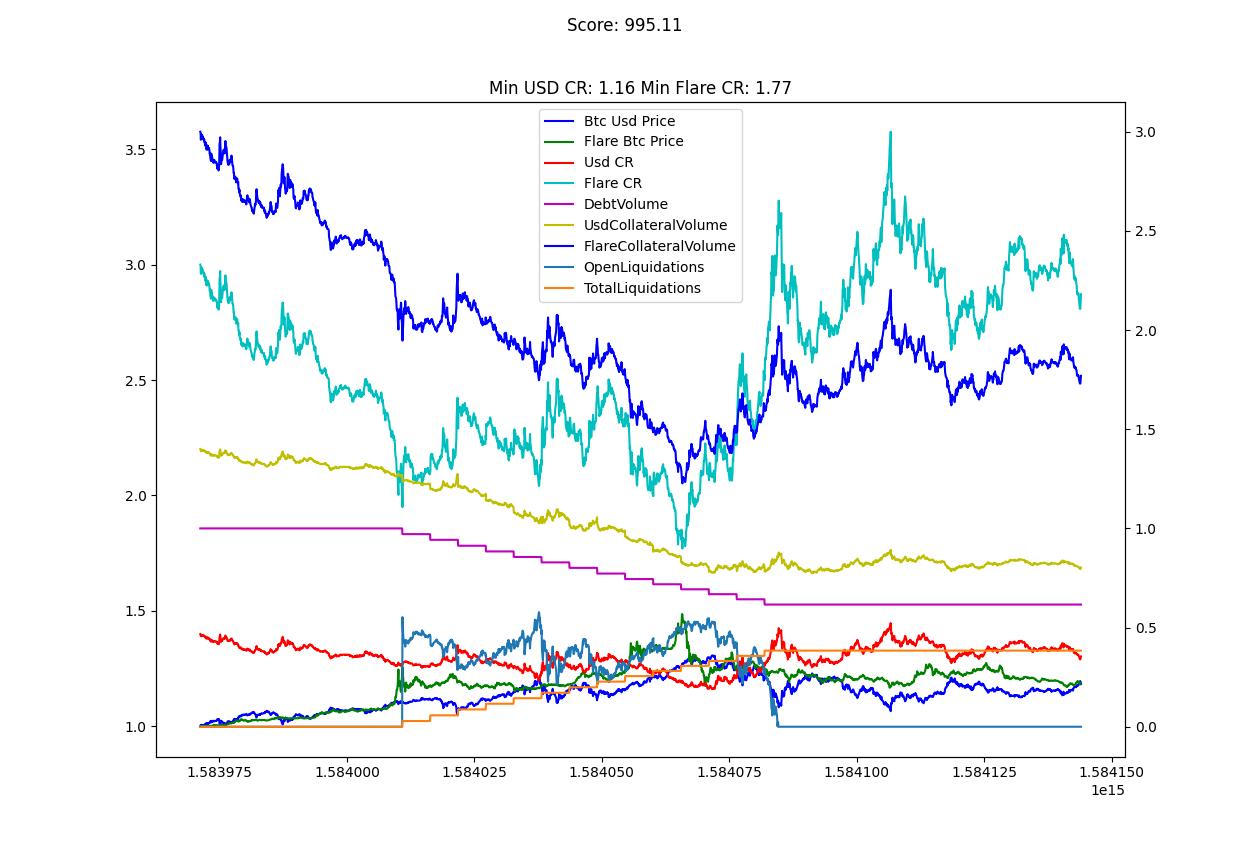 Score: 995.11
Min USD CR: 1.16 Min Flare CR: 1.77
Btc Usd Price
Flare Btc Price
Usd CR
Flare CR
DebtVolume
UsdCollateralVolume
FlareCollateralVolume
OpenLiquidations
TotalLiquidations
3.5
3.0
2.5
2.0
1.5
1.0
3.0
2.5
2.0
1.5
1.0
0.5
0.0
1.583975 1.584000 1.584025 1.584050 1.584075 1.584100 1.584125 1.584150
1e15